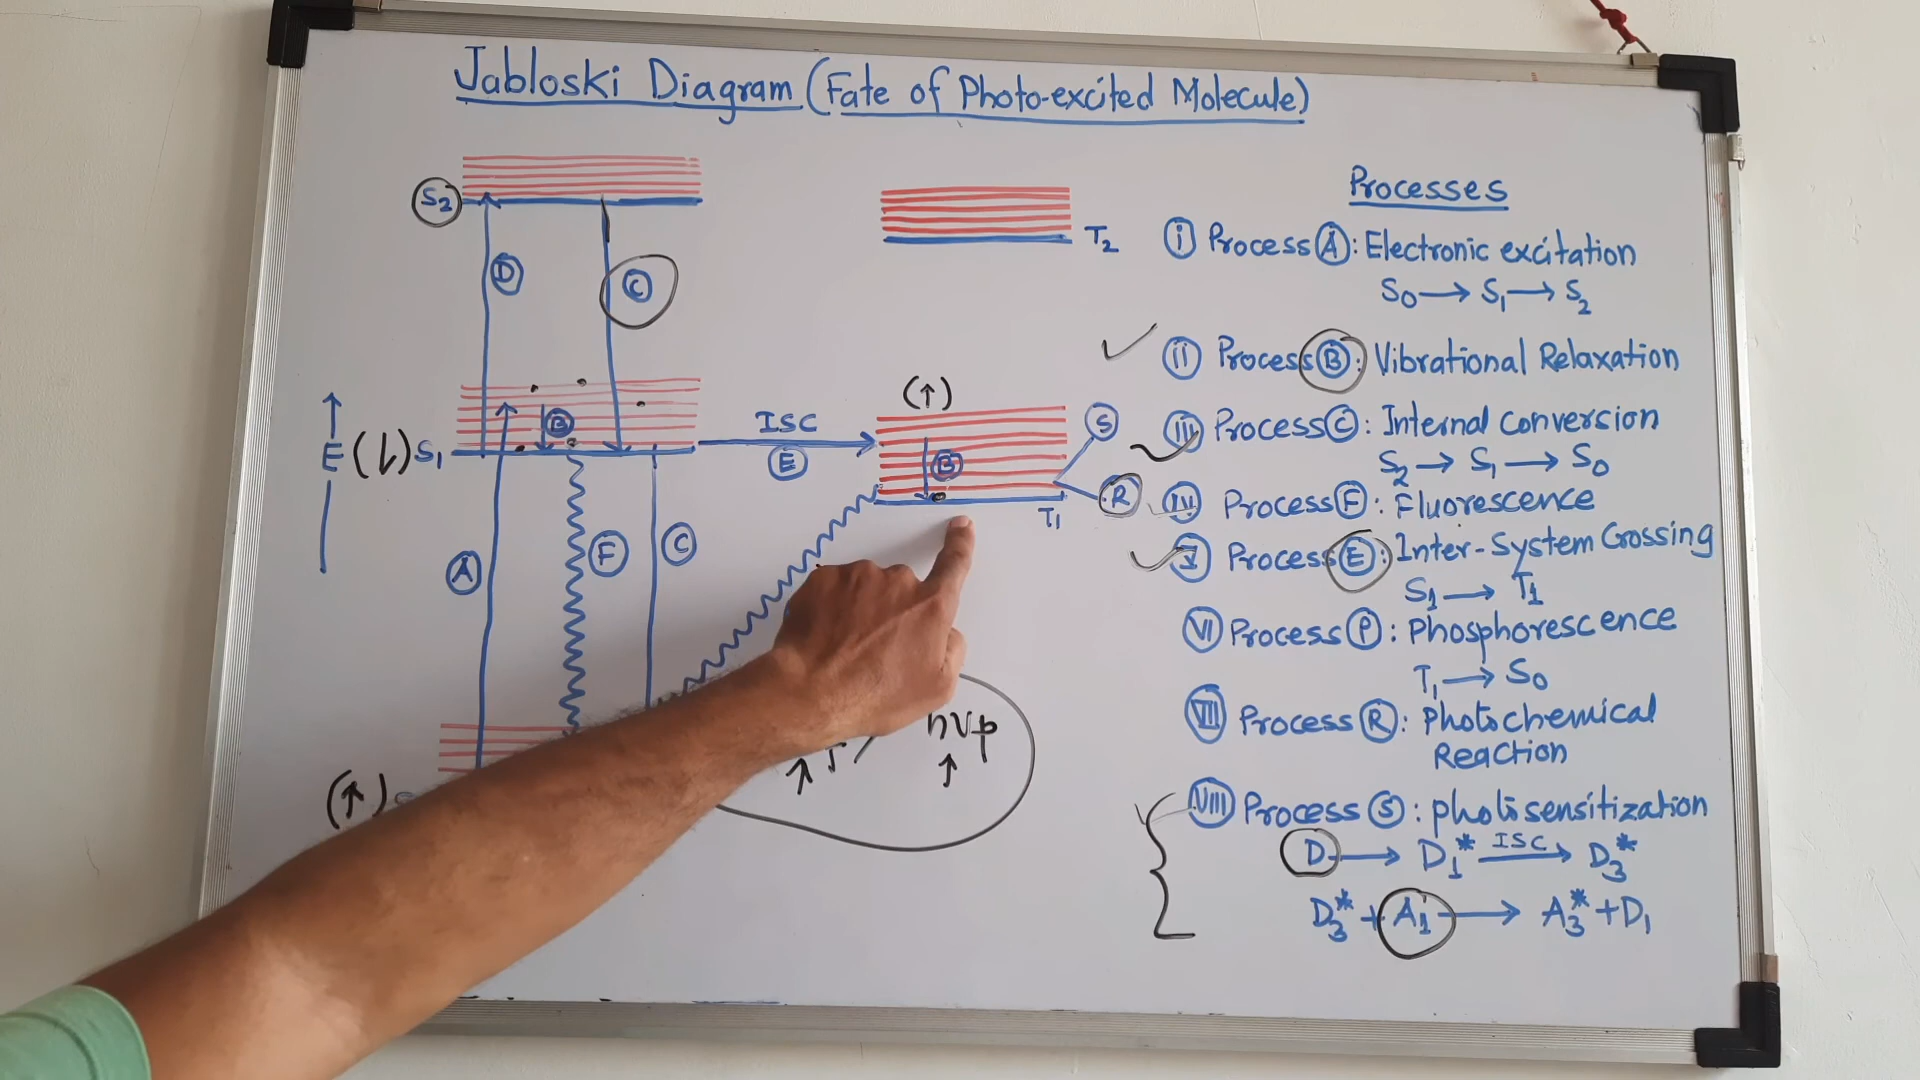 Jabloski Diagram (Fate of Photo-excited Molecule)
S2
D
C
T2
E
(↓) S1
B
ISC
E
(↑)
B
S
R
T1
A
F
C
hνp
↑
↑
(↑)
Processes
i Process A: Electronic excitation
S0 → S1 → S2
✓ ii Process B: Vibrational Relaxation
iii Process C: Internal Conversion
S2 → S1 → S0
iv Process F: Fluorescence
V Process E: Inter-System Crossing
S1 → T1
VI Process P: Phosphorescence
T1 → S0
VII Process R: Photochemical
Reaction
VIII Process S: photosensitization
D → D1* ISC → D3*
D3* + A1 → A3* + D1